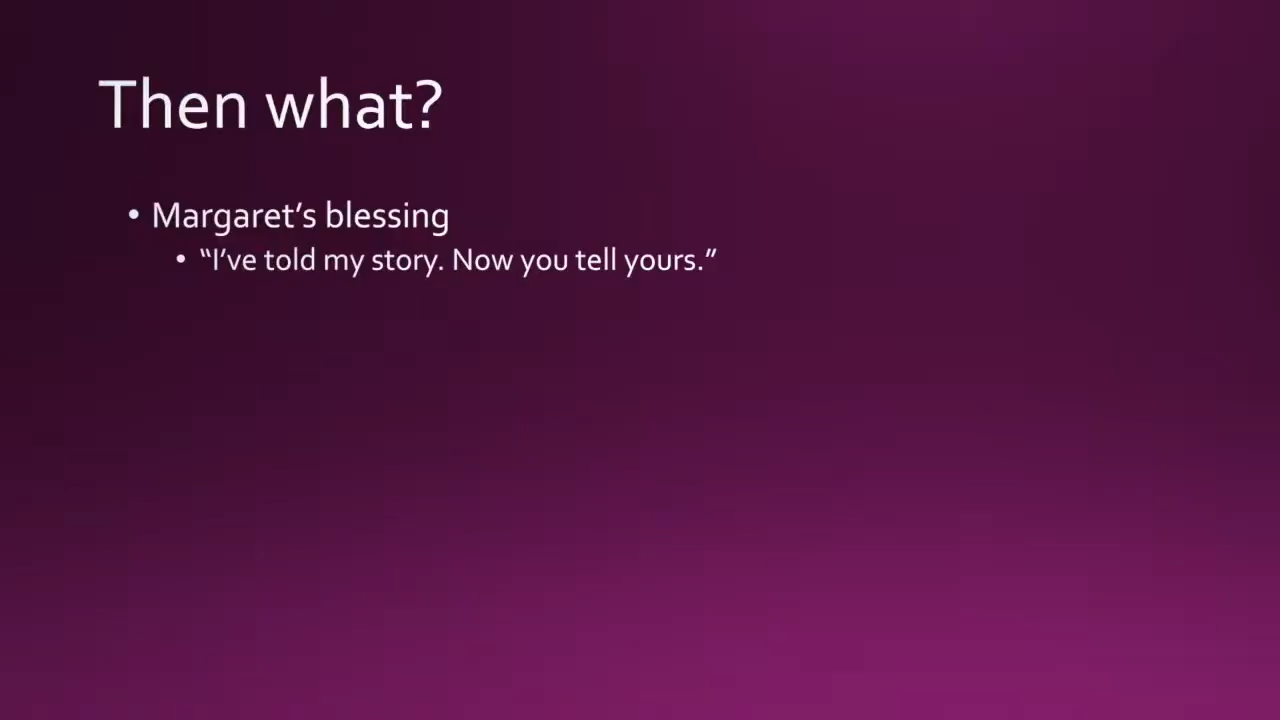 Then what?
• Margaret’s blessing
• “I’ve told my story. Now you tell yours.”